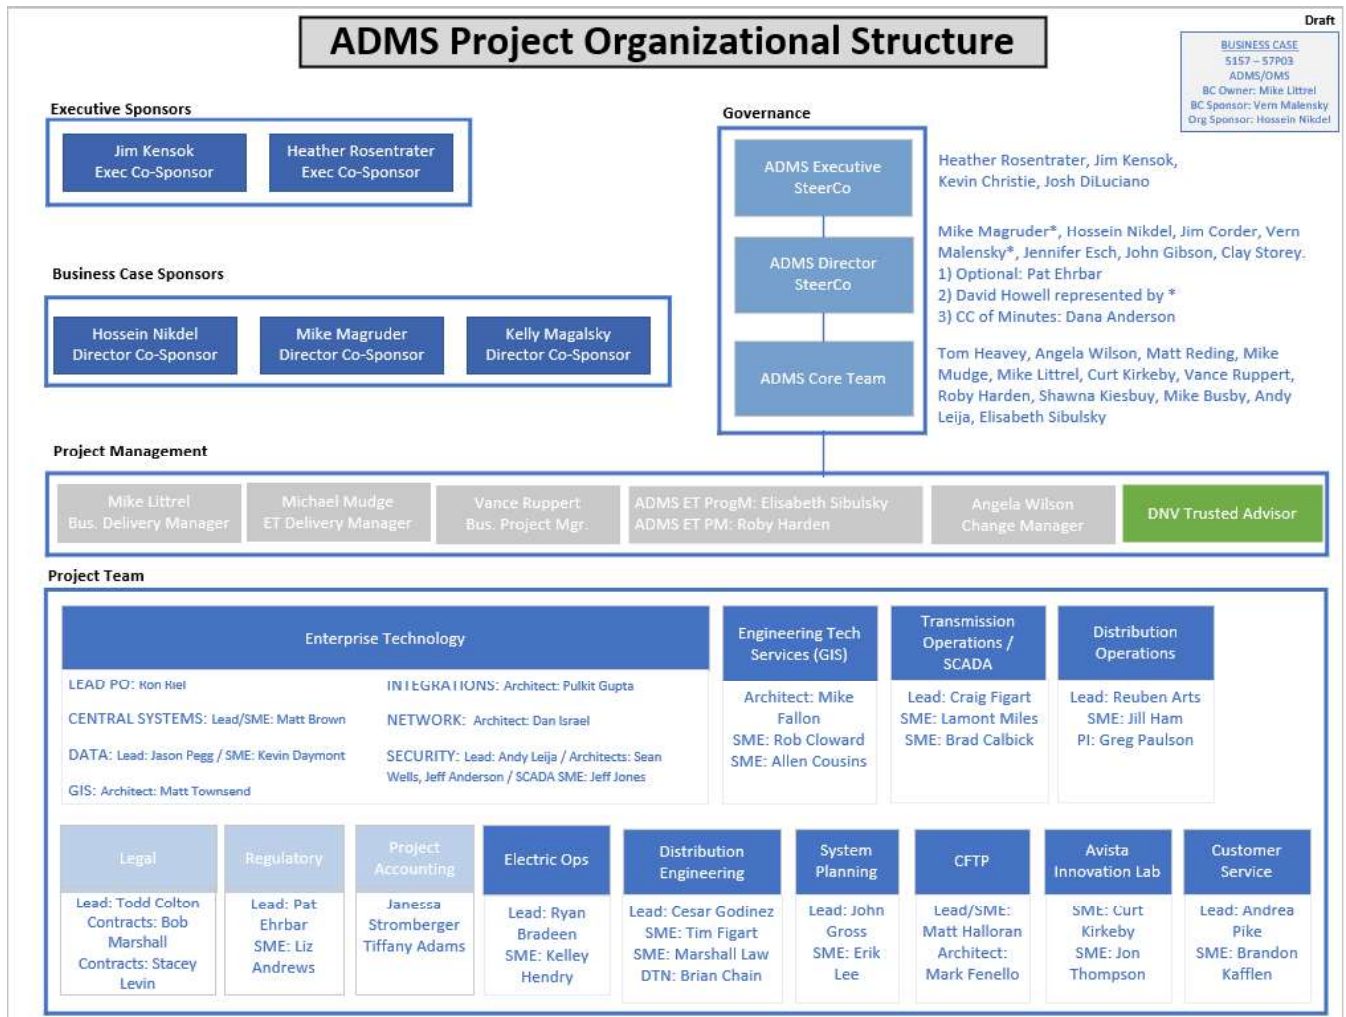 Draft
ADMS Project Organizational Structure
BUSINESS CASE
5157 – 57P03
ADMS/OMS
BC Owner: Mike Littrel
BC Sponsor: Vern Malensky
Org Sponsor: Hossein Nikdel
Executive Sponsors
Jim Kensok
Exec Co-Sponsor
Heather Rosentrater
Exec Co-Sponsor
Governance
ADMS Executive
SteerCo
Heather Rosentrater, Jim Kensok,
Kevin Christie, Josh DiLuciano
ADMS Director
SteerCo
Mike Magruder*, Hossein Nikdel, Jim Corder, Vern
Malensky*, Jennifer Esch, John Gibson, Clay Storey.
1) Optional: Pat Ehrbar
2) David Howell represented by *
3) CC of Minutes: Dana Anderson
ADMS Core Team
Tom Heavey, Angela Wilson, Matt Reding, Mike
Mudge, Mike Littrel, Curt Kirkeby, Vance Ruppert,
Roby Harden, Shawna Kiesbuy, Mike Busby, Andy
Leija, Elisabeth Sibulsky
Business Case Sponsors
Hossein Nikdel
Director Co-Sponsor
Mike Magruder
Director Co-Sponsor
Kelly Magalsky
Director Co-Sponsor
Project Management
Mike Littrel
Bus. Delivery Manager
Michael Mudge
ET Delivery Manager
Vance Ruppert
Bus. Project Mgr.
ADMS ET ProgM: Elisabeth Sibulsky
ADMS ET PM: Roby Harden
Angela Wilson
Change Manager
DNV Trusted Advisor
Project Team
Enterprise Technology
LEAD PO: Ron Riel
CENTRAL SYSTEMS: Lead/SME: Matt Brown
DATA: Lead: Jason Pegg / SME: Kevin Daymont
GIS: Architect: Matt Townsend
INTEGRATIONS: Architect: Pulkit Gupta
NETWORK: Architect: Dan Israel
SECURITY: Lead: Andy Leija / Architects: Sean
Wells, Jeff Anderson / SCADA SME: Jeff Jones
Engineering Tech
Services (GIS)
Architect: Mike
Fallon
SME: Rob Cloward
SME: Allen Cousins
Transmission
Operations /
SCADA
Lead: Craig Figart
SME: Lamont Miles
SME: Brad Calbick
Distribution
Operations
Lead: Reuben Arts
SME: Jill Ham
PI: Greg Paulson
Legal
Lead: Todd Colton
Contracts: Bob
Marshall
Contracts: Stacey
Levin
Regulatory
Lead: Pat
Ehrbar
SME: Liz
Andrews
Project
Accounting
Janessa
Stromberger
Tiffany Adams
Electric Ops
Lead: Ryan
Bradeen
SME: Kelley
Hendry
Distribution
Engineering
Lead: Cesar Godinez
SME: Tim Figart
SME: Marshall Law
DTN: Brian Chain
System
Planning
Lead: John
Gross
SME: Erik
Lee
CFTP
Lead/SME:
Matt Halloran
Architect:
Mark Fenello
Avista
Innovation Lab
SME: Curt
Kirkeby
SME: Jon
Thompson
Customer
Service
Lead: Andrea
Pike
SME: Brandon
Kafflen